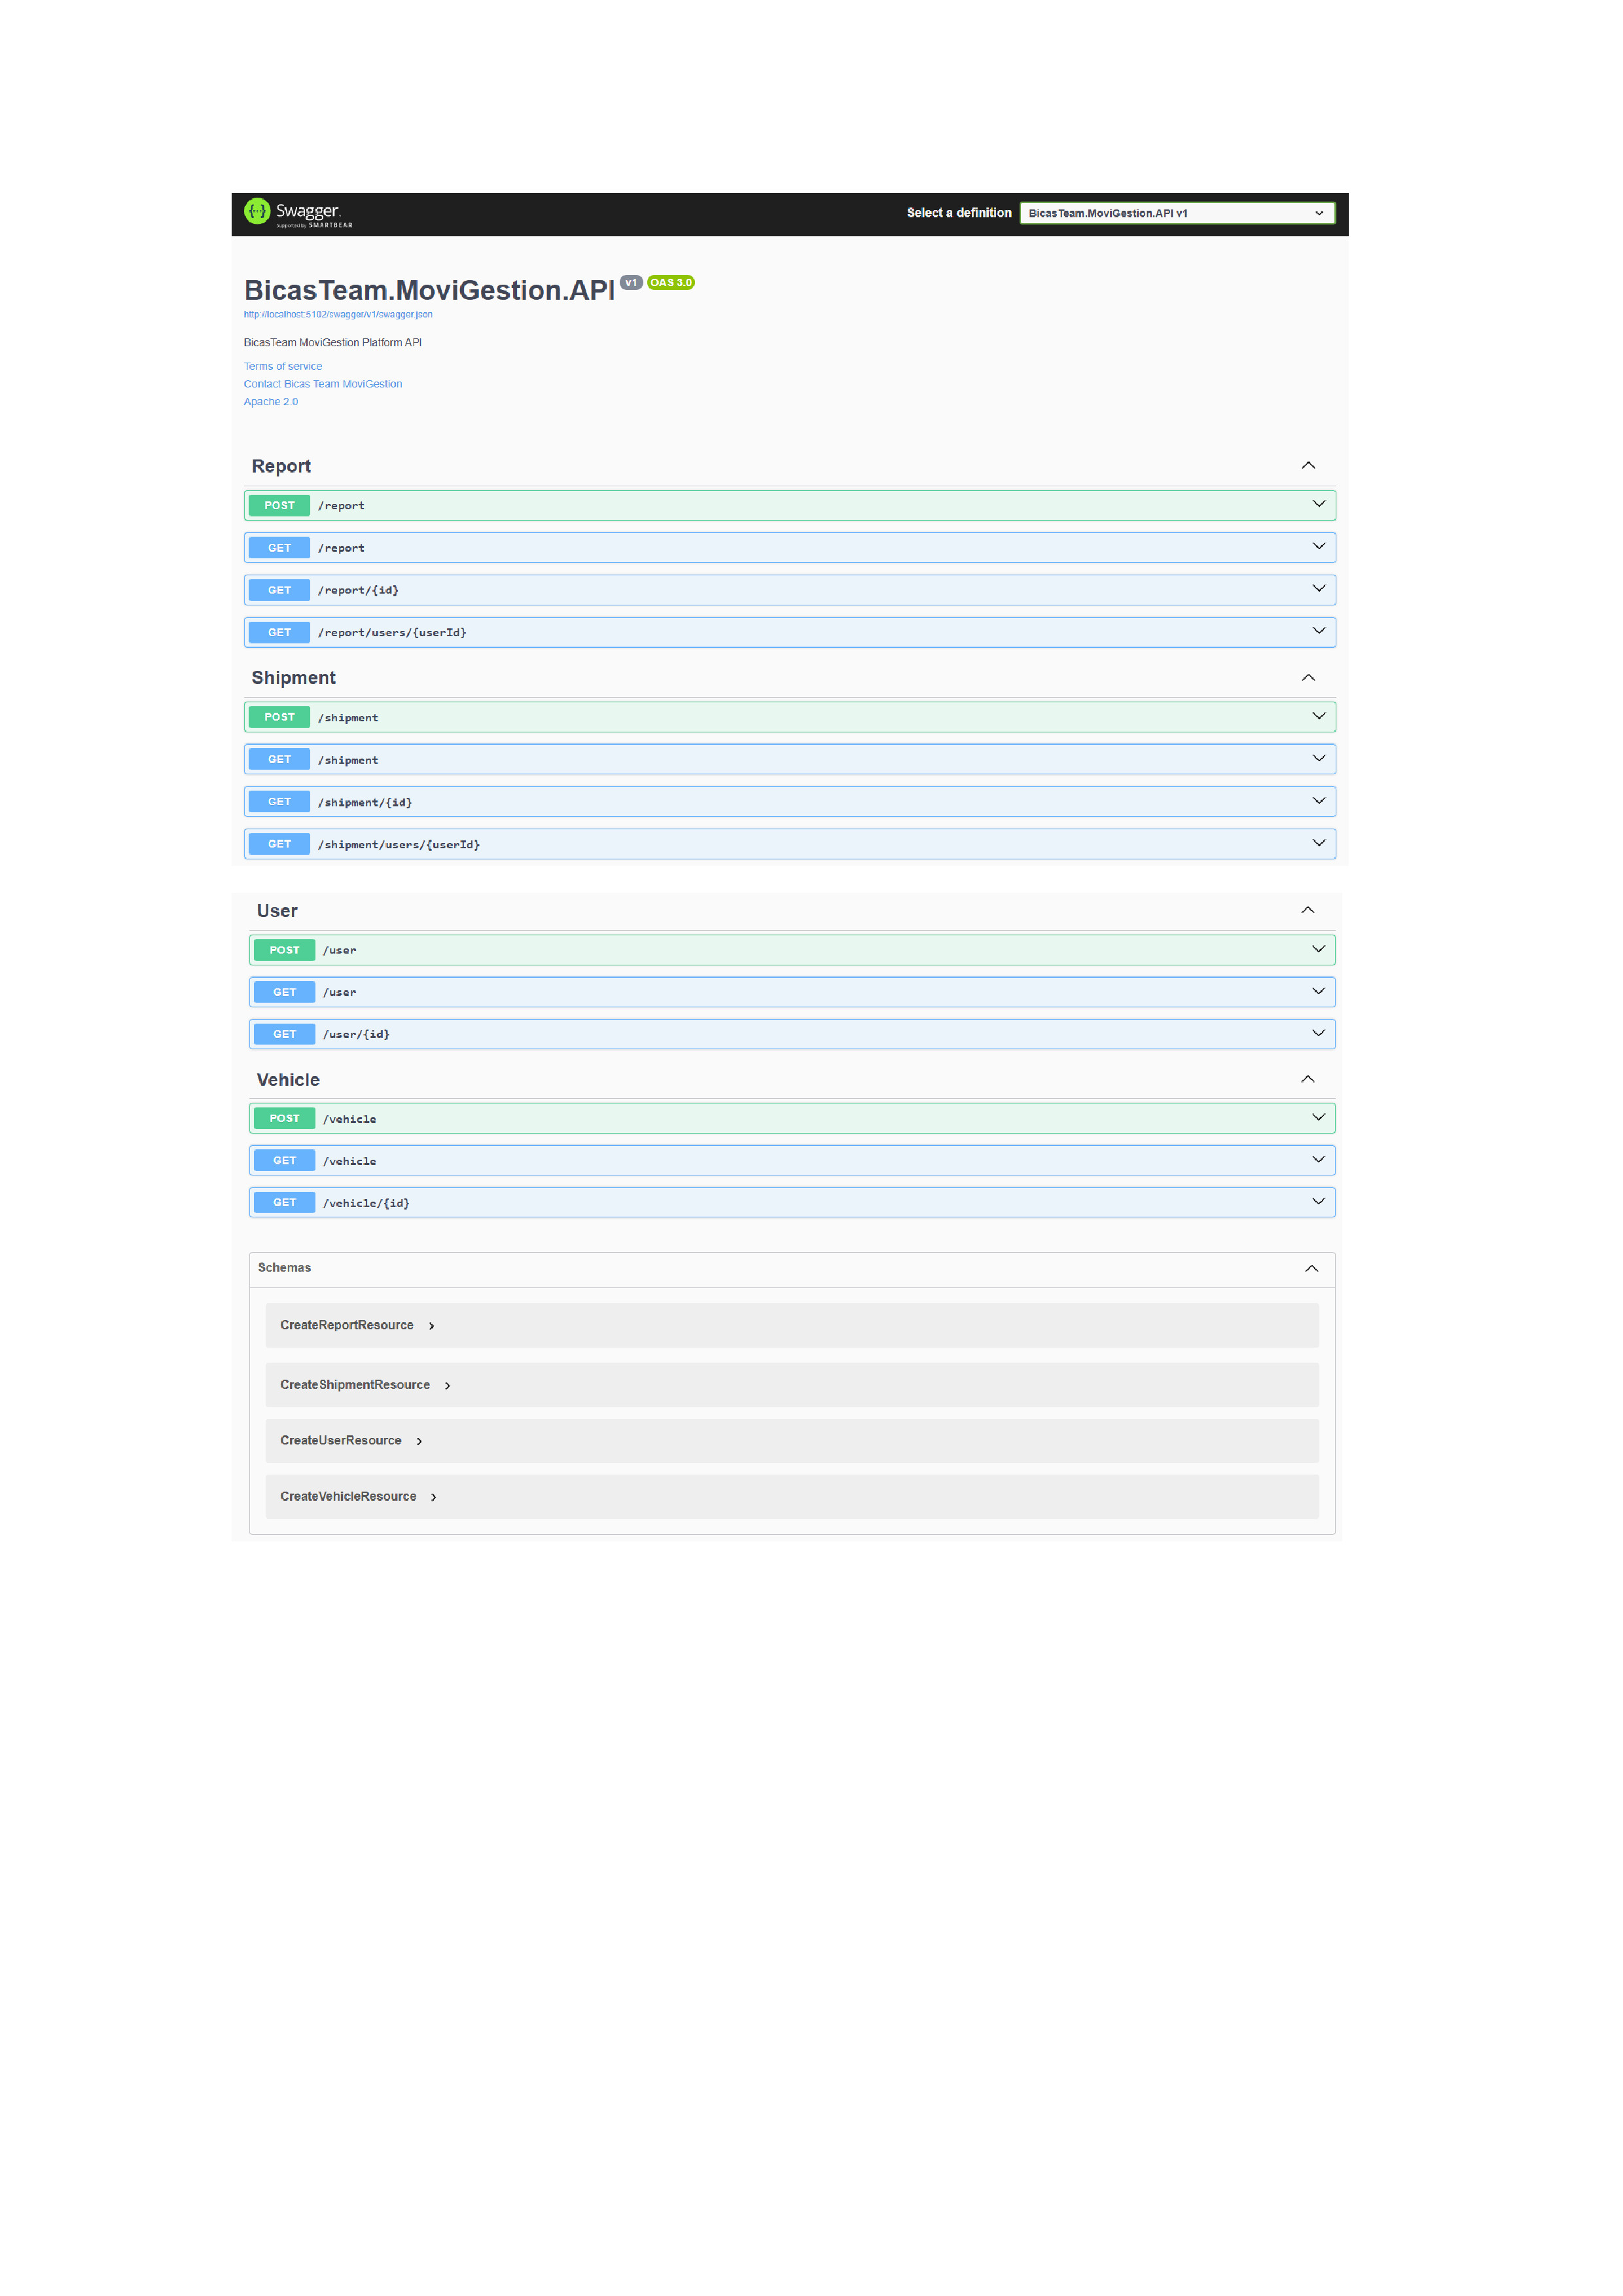 Swagger.
Supported by SMARTBEAR
Select a definition
BicasTeam.MoviGestion.API v1
BicasTeam.MoviGestion.API v1 OAS 3.0
http://localhost:5102/swagger/v1/swagger.json
BicasTeam MoviGestion Platform API
Terms of service
Contact Bicas Team MoviGestion
Apache 2.0
Report
POST /report
GET /report
GET /report/{id}
GET /report/users/{userId}
Shipment
POST /shipment
GET /shipment
GET /shipment/{id}
GET /shipment/users/{userId}
User
POST /user
GET /user
GET /user/{id}
Vehicle
POST /vehicle
GET /vehicle
GET /vehicle/{id}
Schemas
CreateReportResource
CreateShipmentResource
CreateUserResource
CreateVehicleResource